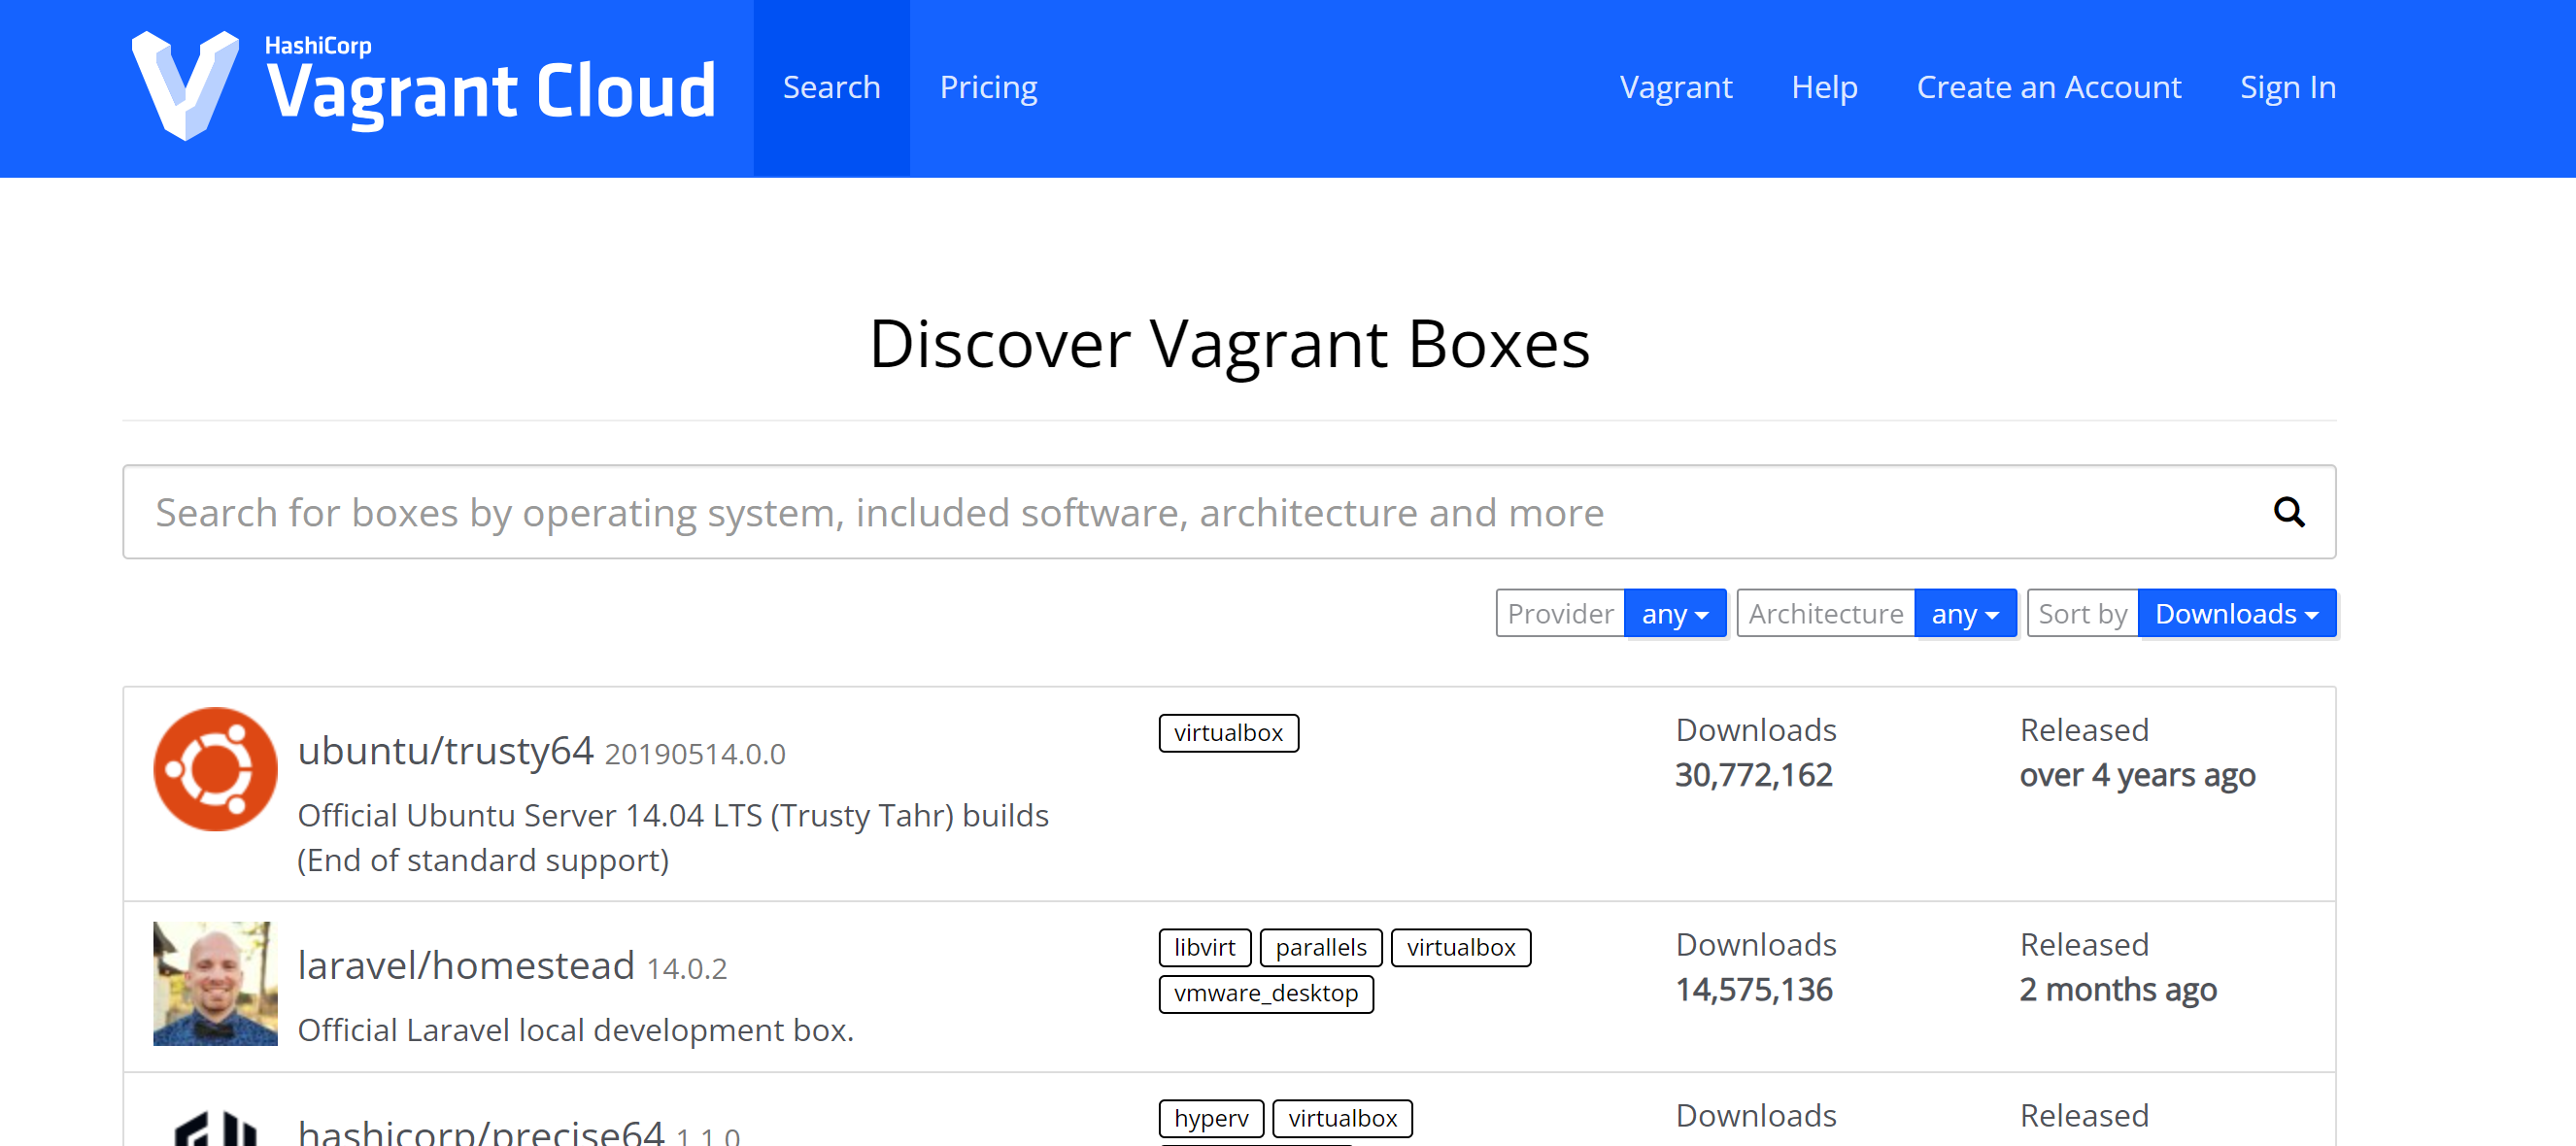 HashiCorp
Vagrant Cloud
Search
Pricing
Vagrant
Help
Create an Account
Sign In
Discover Vagrant Boxes
Search for boxes by operating system, included software, architecture and more
Provider any
Architecture any
Sort by Downloads
ubuntu/trusty64 20190514.0.0
Official Ubuntu Server 14.04 LTS (Trusty Tahr) builds
(End of standard support)
virtualbox
Downloads
30,772,162
Released
over 4 years ago
laravel/homestead 14.0.2
Official Laravel local development box.
libvirt parallels virtualbox
vmware_desktop
Downloads
14,575,136
Released
2 months ago
hashicorp/precise64 1.1.0
hyperv virtualbox
Downloads
Released